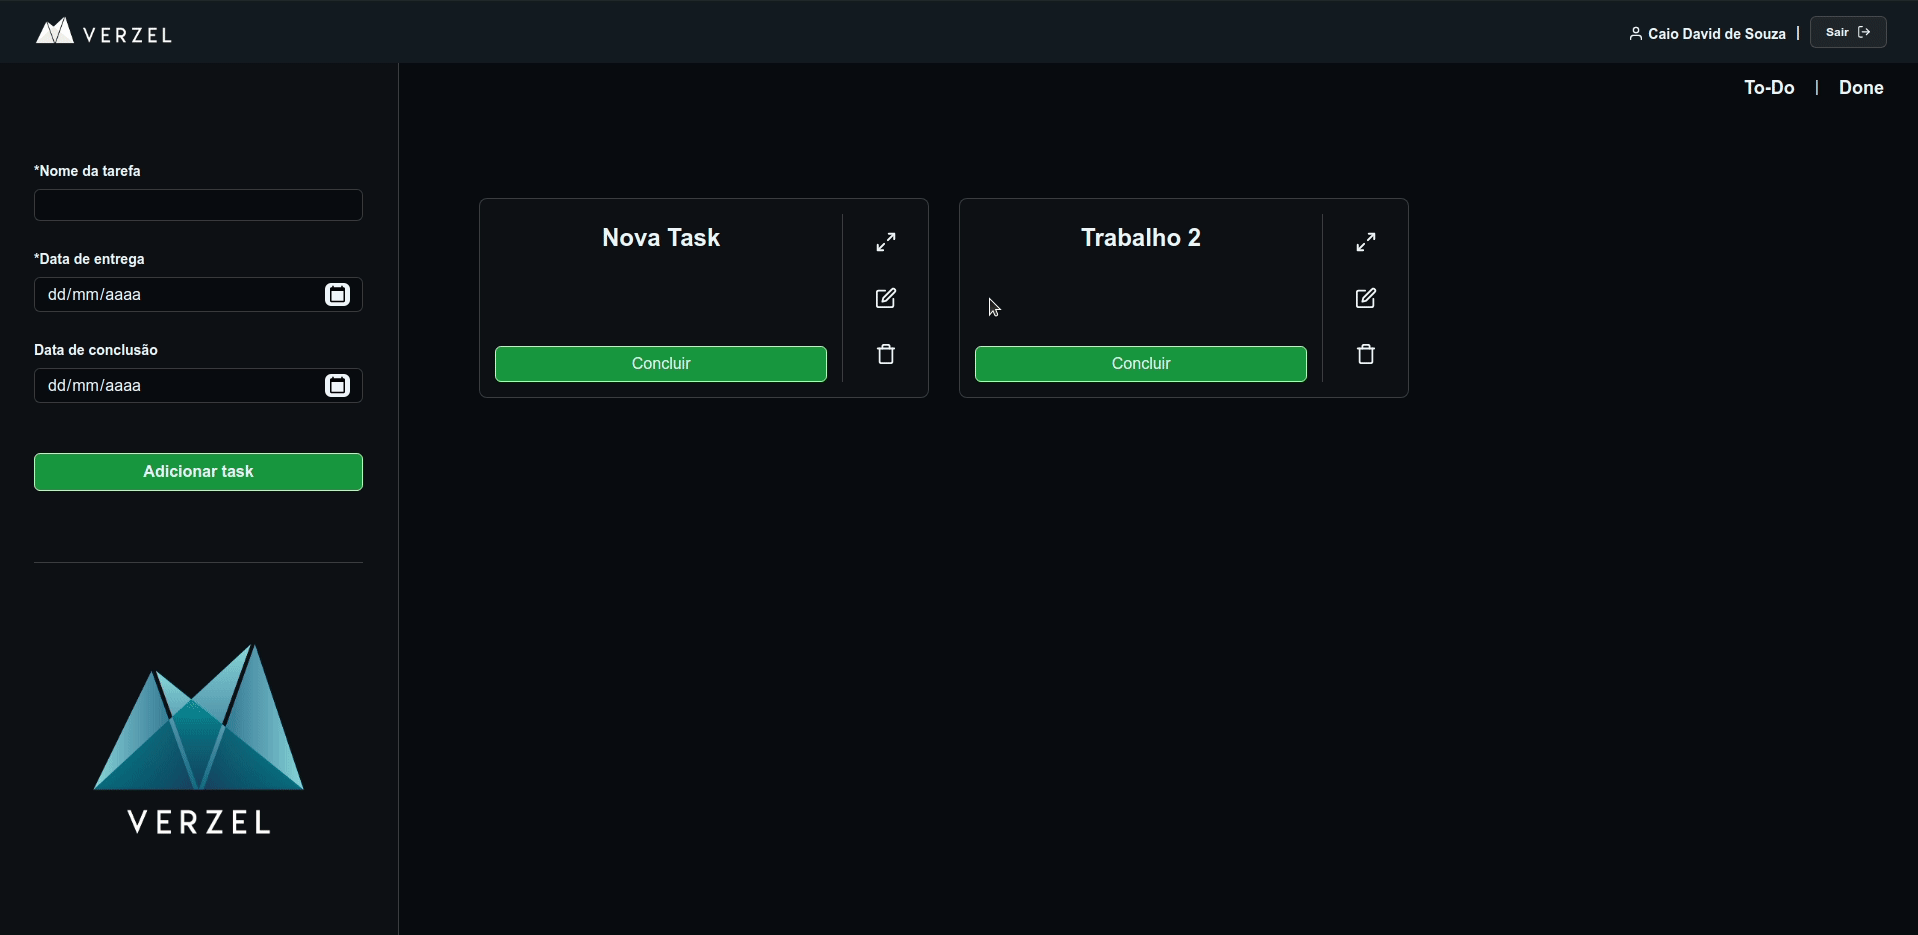 VERZEL
Caio David de Souza | Sair
To-Do | Done
*Nome da tarefa
*Data de entrega
dd/mm/aaaa
Data de conclusão
dd/mm/aaaa
Adicionar task
Nova Task
Concluir
Trabalho 2
Concluir
VERZEL